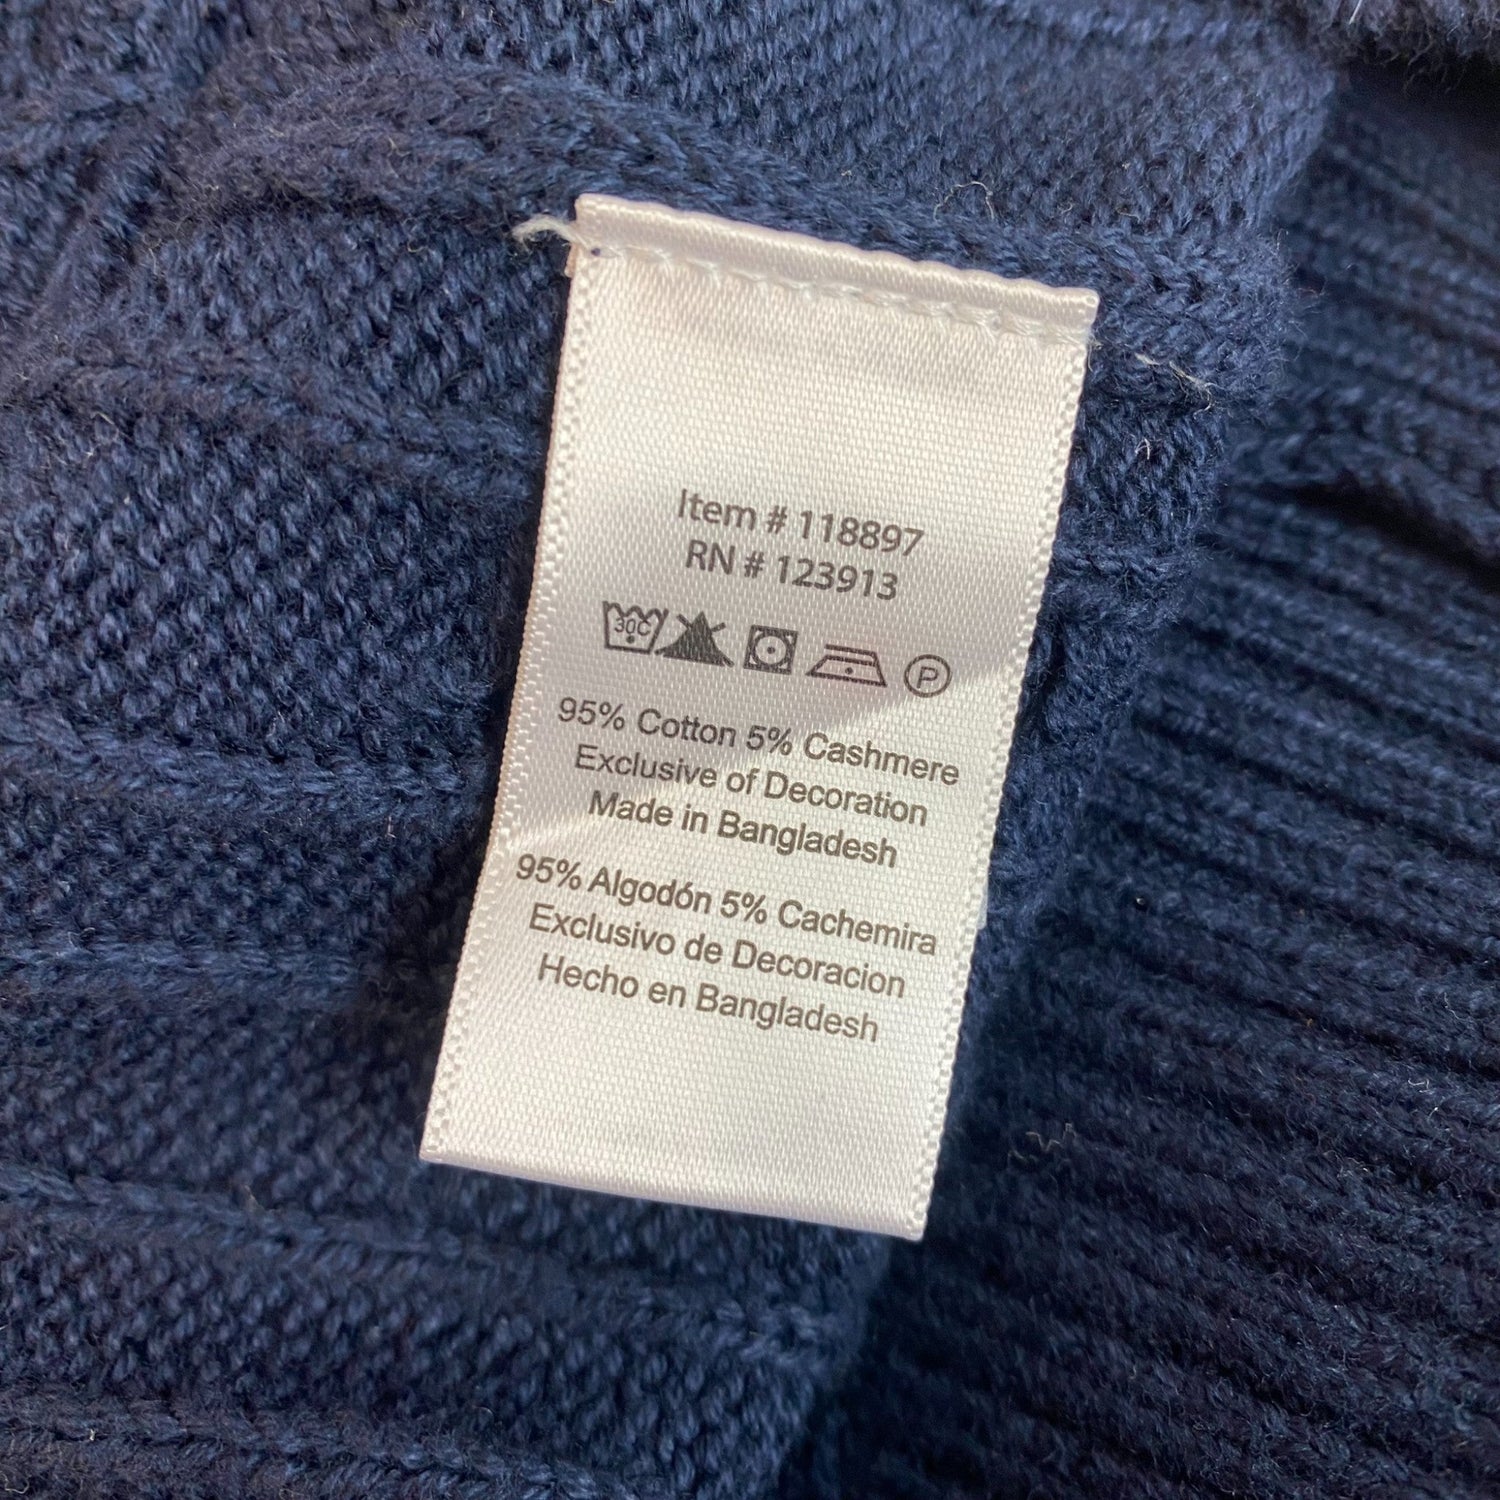 Item # 118897
RN # 123913
30C P
95% Cotton 5% Cashmere
Exclusive of Decoration
Made in Bangladesh
95% Algodón 5% Cachemira
Exclusivo de Decoracion
Hecho en Bangladesh